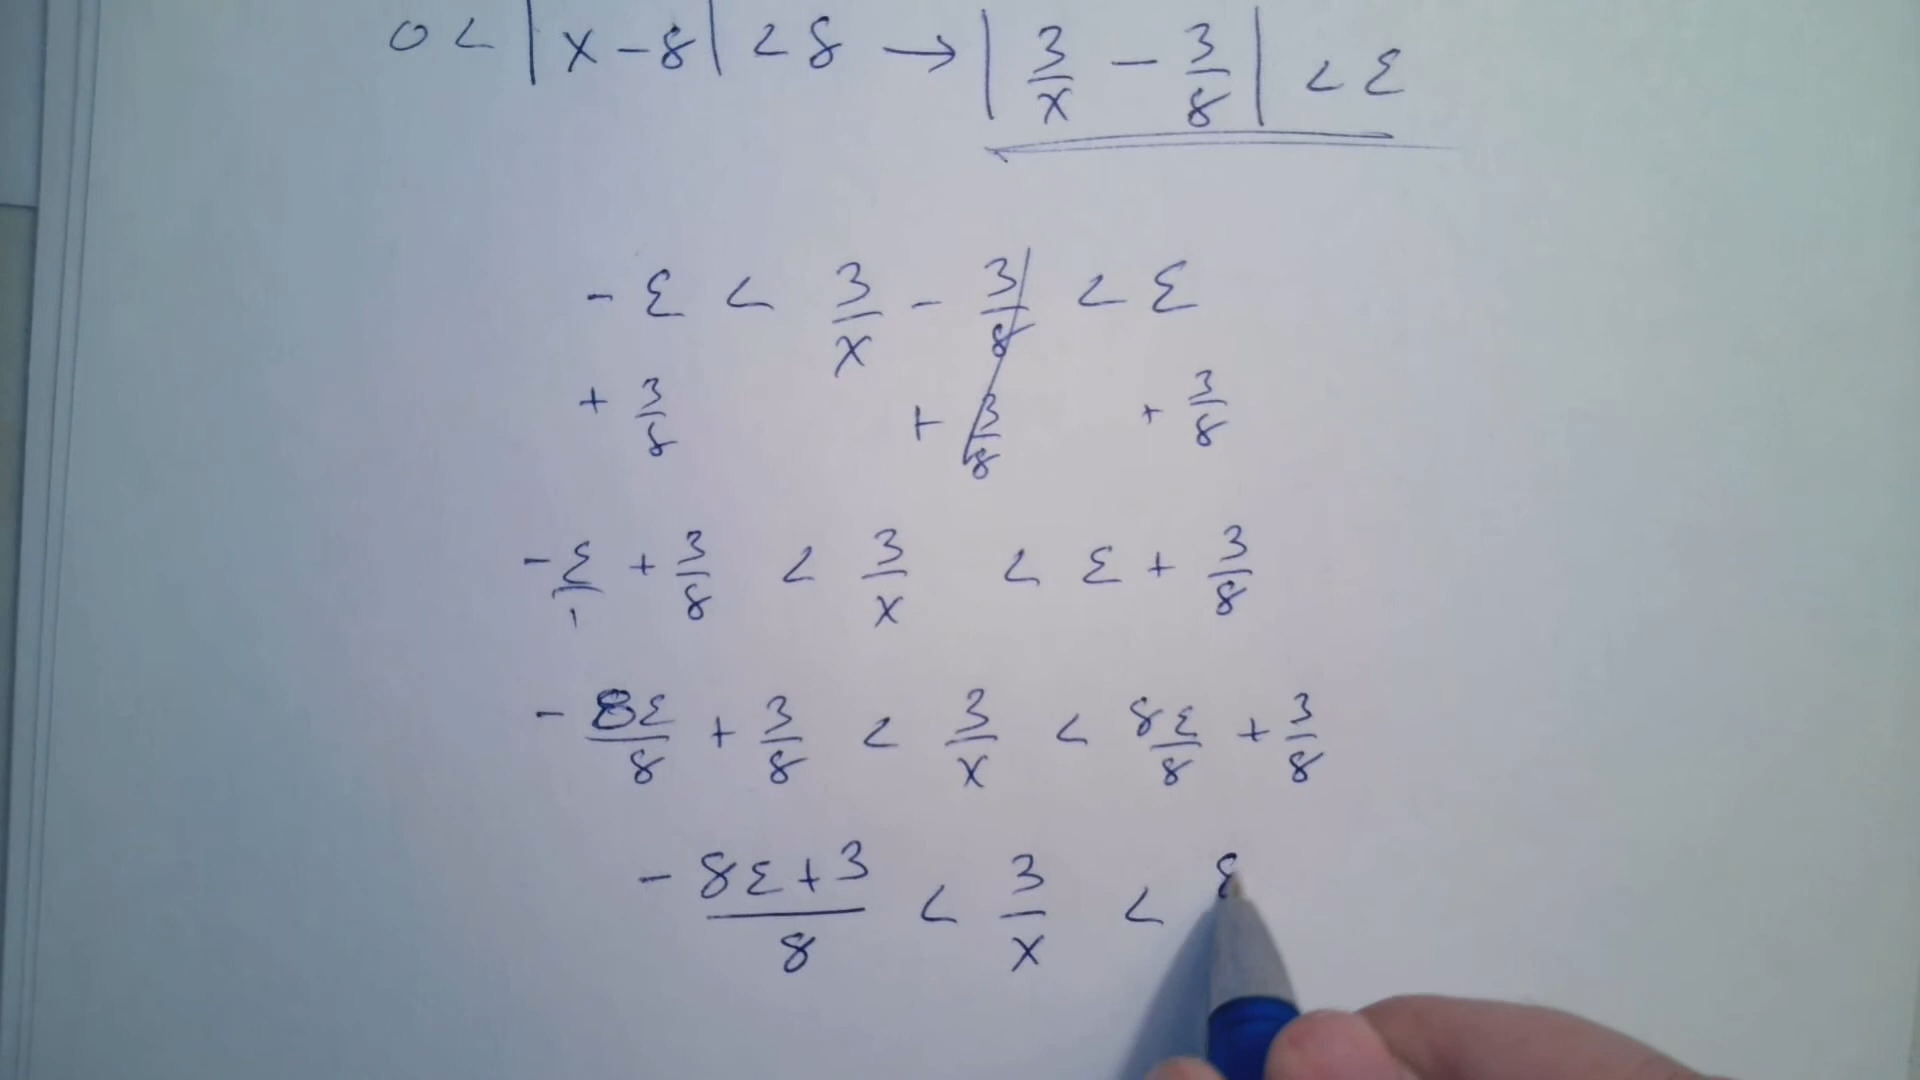 0 < |x - 8| < δ → |3/x - 3/8| < ε
- ε < 3/x - 3/8 < ε
+ 3/8 + 3/8 + 3/8
- ε/1 + 3/8 < 3/x < ε + 3/8
- 8ε/8 + 3/8 < 3/x < 8ε/8 + 3/8
- 8ε+3/8 < 3/x < 8